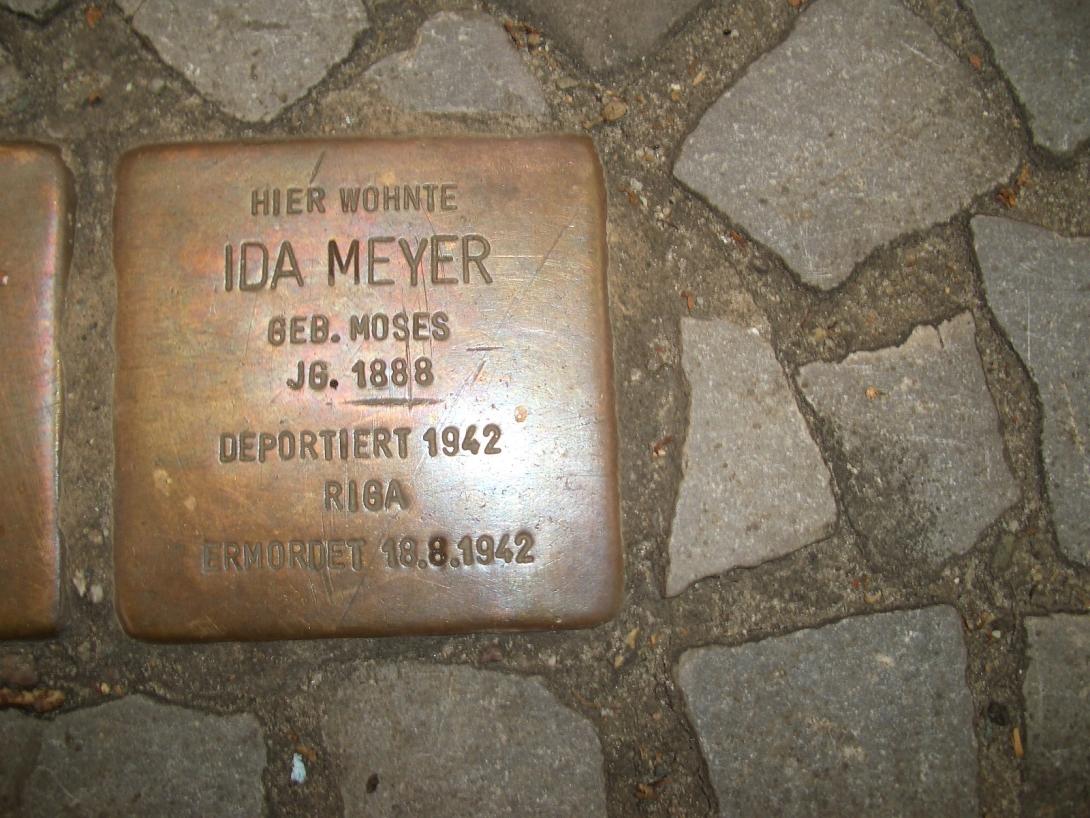 HIER WOHNTE
IDA MEYER
GEB. MOSES
JG. 1888
DEPORTIERT 1942
RIGA
ERMORDET 18.8.1942